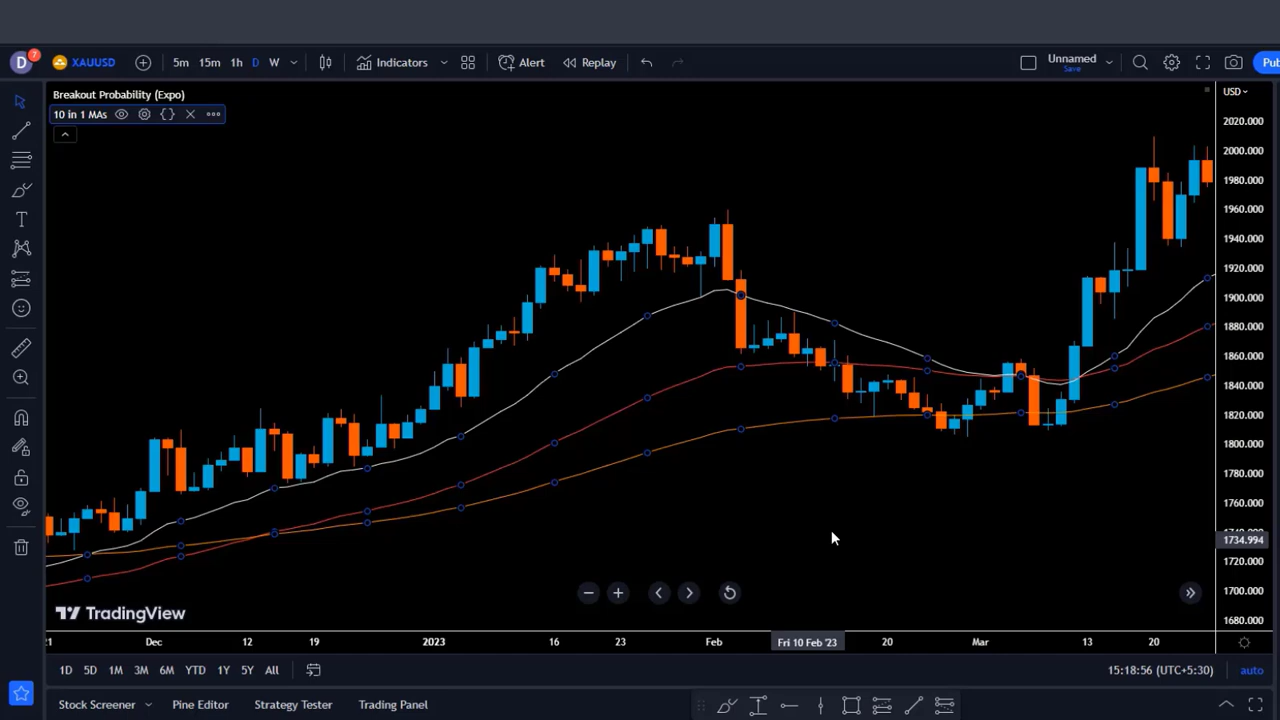 D 7 XAUUSD 5m 15m 1h D W Indicators Alert Replay Unnamed Save Pub
Breakout Probability (Expo)
10 in 1 MAs
USD
2020.000
2000.000
1980.000
1960.000
1940.000
1920.000
1900.000
1880.000
1860.000
1840.000
1820.000
1800.000
1780.000
1760.000
1734.994
1720.000
1700.000
1680.000
TradingView
21 Dec 12 19 2023 16 23 Feb Fri 10 Feb '23 20 Mar 13 20
1D 5D 1M 3M 6M YTD 1Y 5Y All 15:18:56 (UTC+5:30) auto
Stock Screener Pine Editor Strategy Tester Trading Panel